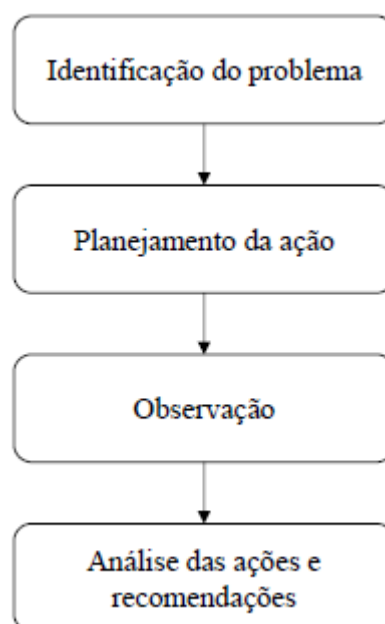 Identificação do problema
Planejamento da ação
Observação
Análise das ações e
recomendações